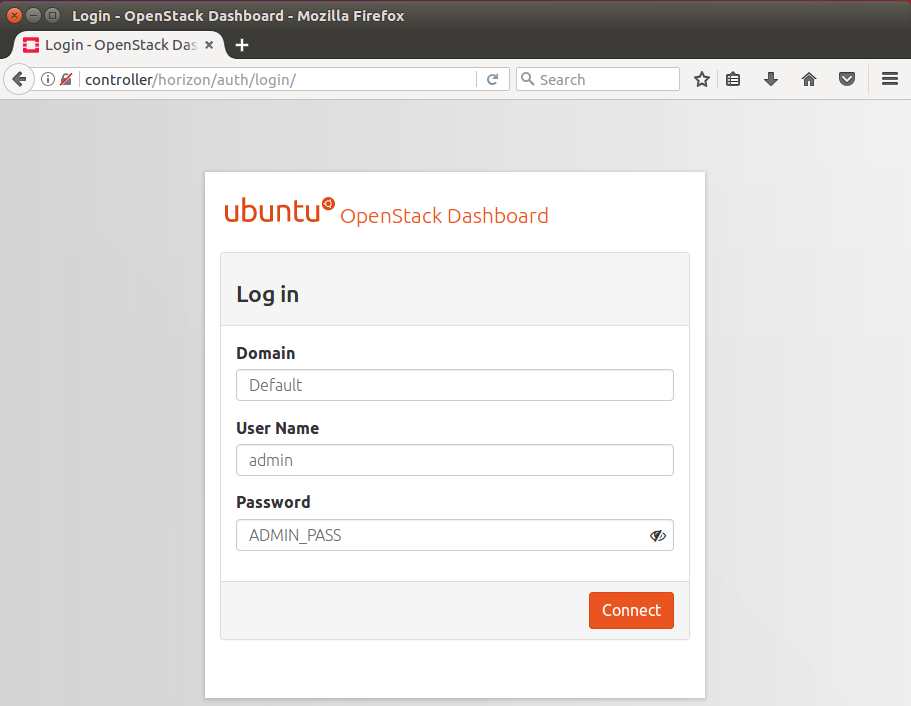 Login - OpenStack Dashboard - Mozilla Firefox
Login - OpenStack Das
controller/horizon/auth/login/
Search
ubuntu OpenStack Dashboard
Log in
Domain
Default
User Name
admin
Password
ADMIN_PASS
Connect